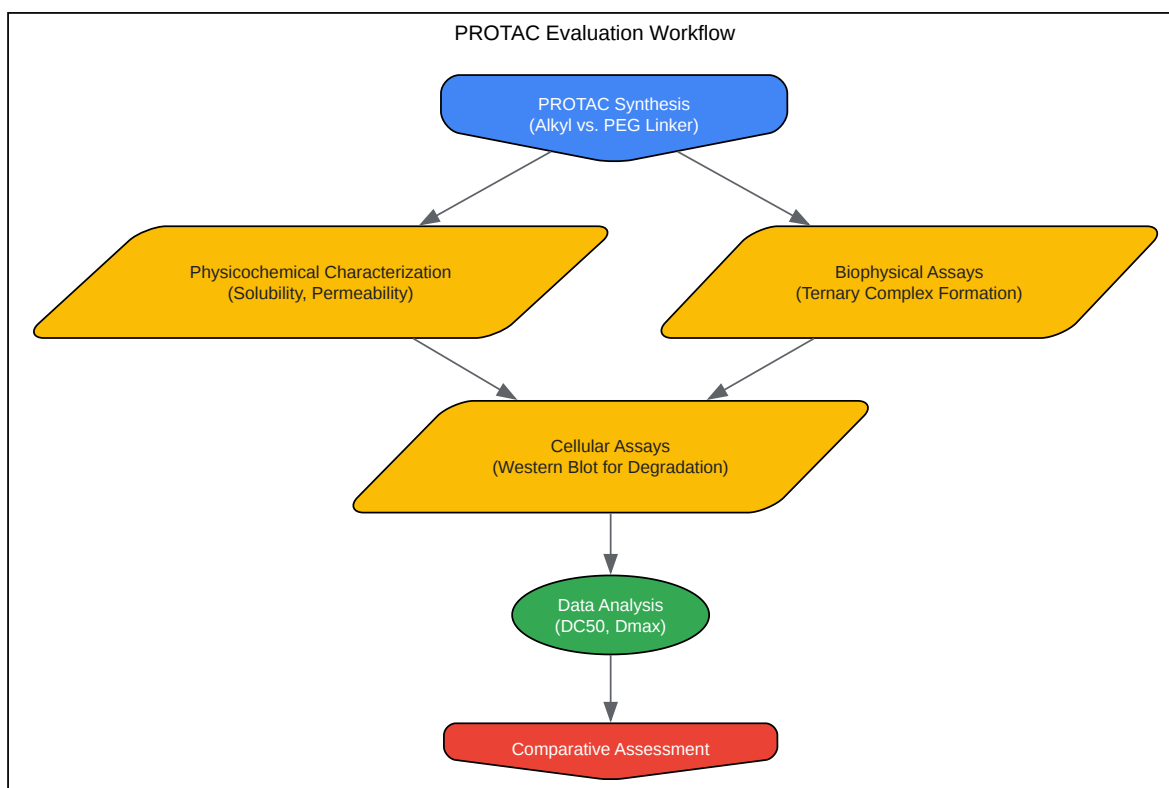 PROTAC Evaluation Workflow
PROTAC Synthesis
(Alkyl vs. PEG Linker)
Physicochemical Characterization
(Solubility, Permeability)
Biophysical Assays
(Ternary Complex Formation)
Cellular Assays
(Western Blot for Degradation)
Data Analysis
(DC50, Dmax)
Comparative Assessment